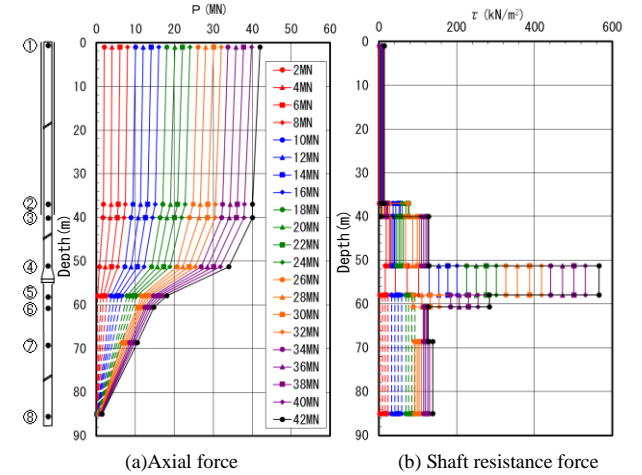 P (MN)
0 10 20 30 40 50 60
0
10
20
30
40
50
60
70
80
90
Depth(m)
①
②
③
④
⑤
⑥
⑦
⑧
2MN
4MN
6MN
8MN
10MN
12MN
14MN
16MN
18MN
20MN
22MN
24MN
26MN
28MN
30MN
32MN
34MN
36MN
38MN
40MN
42MN
(a)Axial force
τ (kN/m²)
0 200 400 600
0
10
20
30
40
50
60
70
80
90
Depth(m)
(b) Shaft resistance force